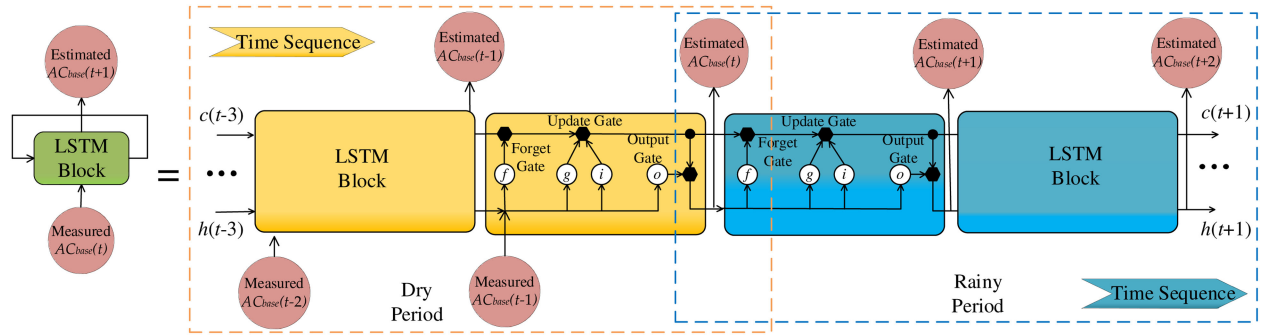 Estimated
ACbase(t+1)
LSTM
Block
Measured
ACbase(t)
=
Time Sequence
c(t-3)
...
h(t-3)
LSTM
Block
Measured
ACbase(t-2)
Estimated
ACbase(t-1)
Update Gate
Forget
Gate
Output
Gate
f
g
i
o
Measured
ACbase(t-1)
Dry
Period
Estimated
ACbase(t)
Update Gate
Forget
Gate
Output
Gate
f
g
i
o
Estimated
ACbase(t+1)
LSTM
Block
Estimated
ACbase(t+2)
c(t+1)
...
h(t+1)
Rainy
Period
Time Sequence